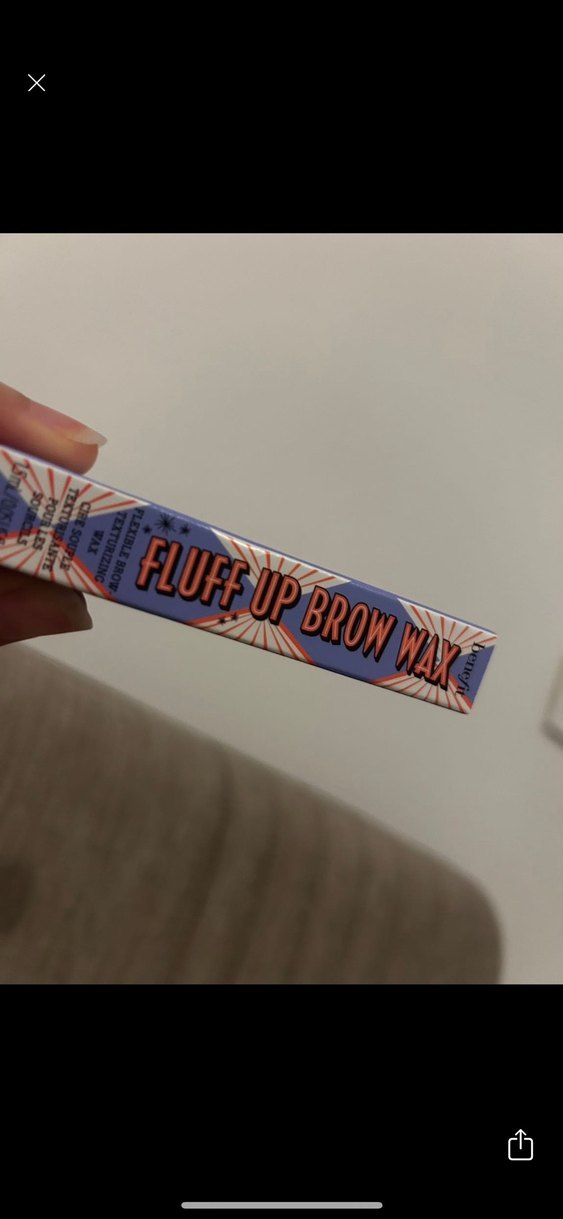 FLUFF UP BROW WAX
benefit
FLEXIBLE BROW
TEXTURIZING
WAX
CIRE SOUPLE
TEXTURISANTE
POUR LES
SOURCILS